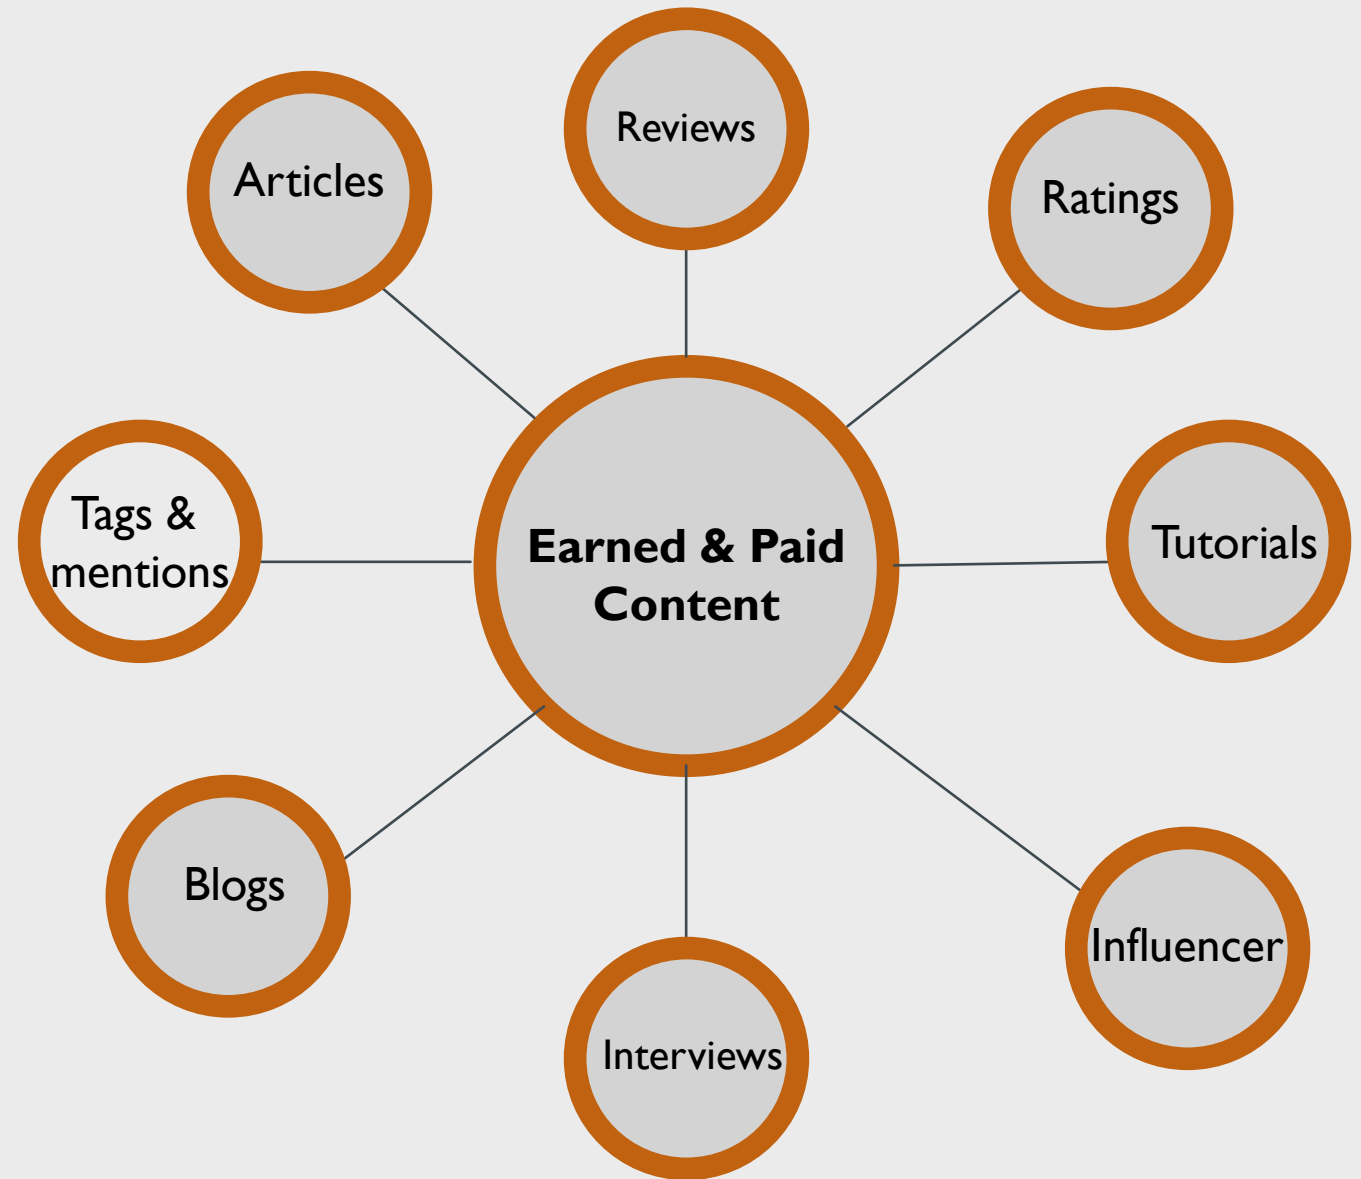 Reviews
Articles
Ratings
Tags &
mentions
Earned & Paid
Content
Tutorials
Blogs
Influencer
Interviews